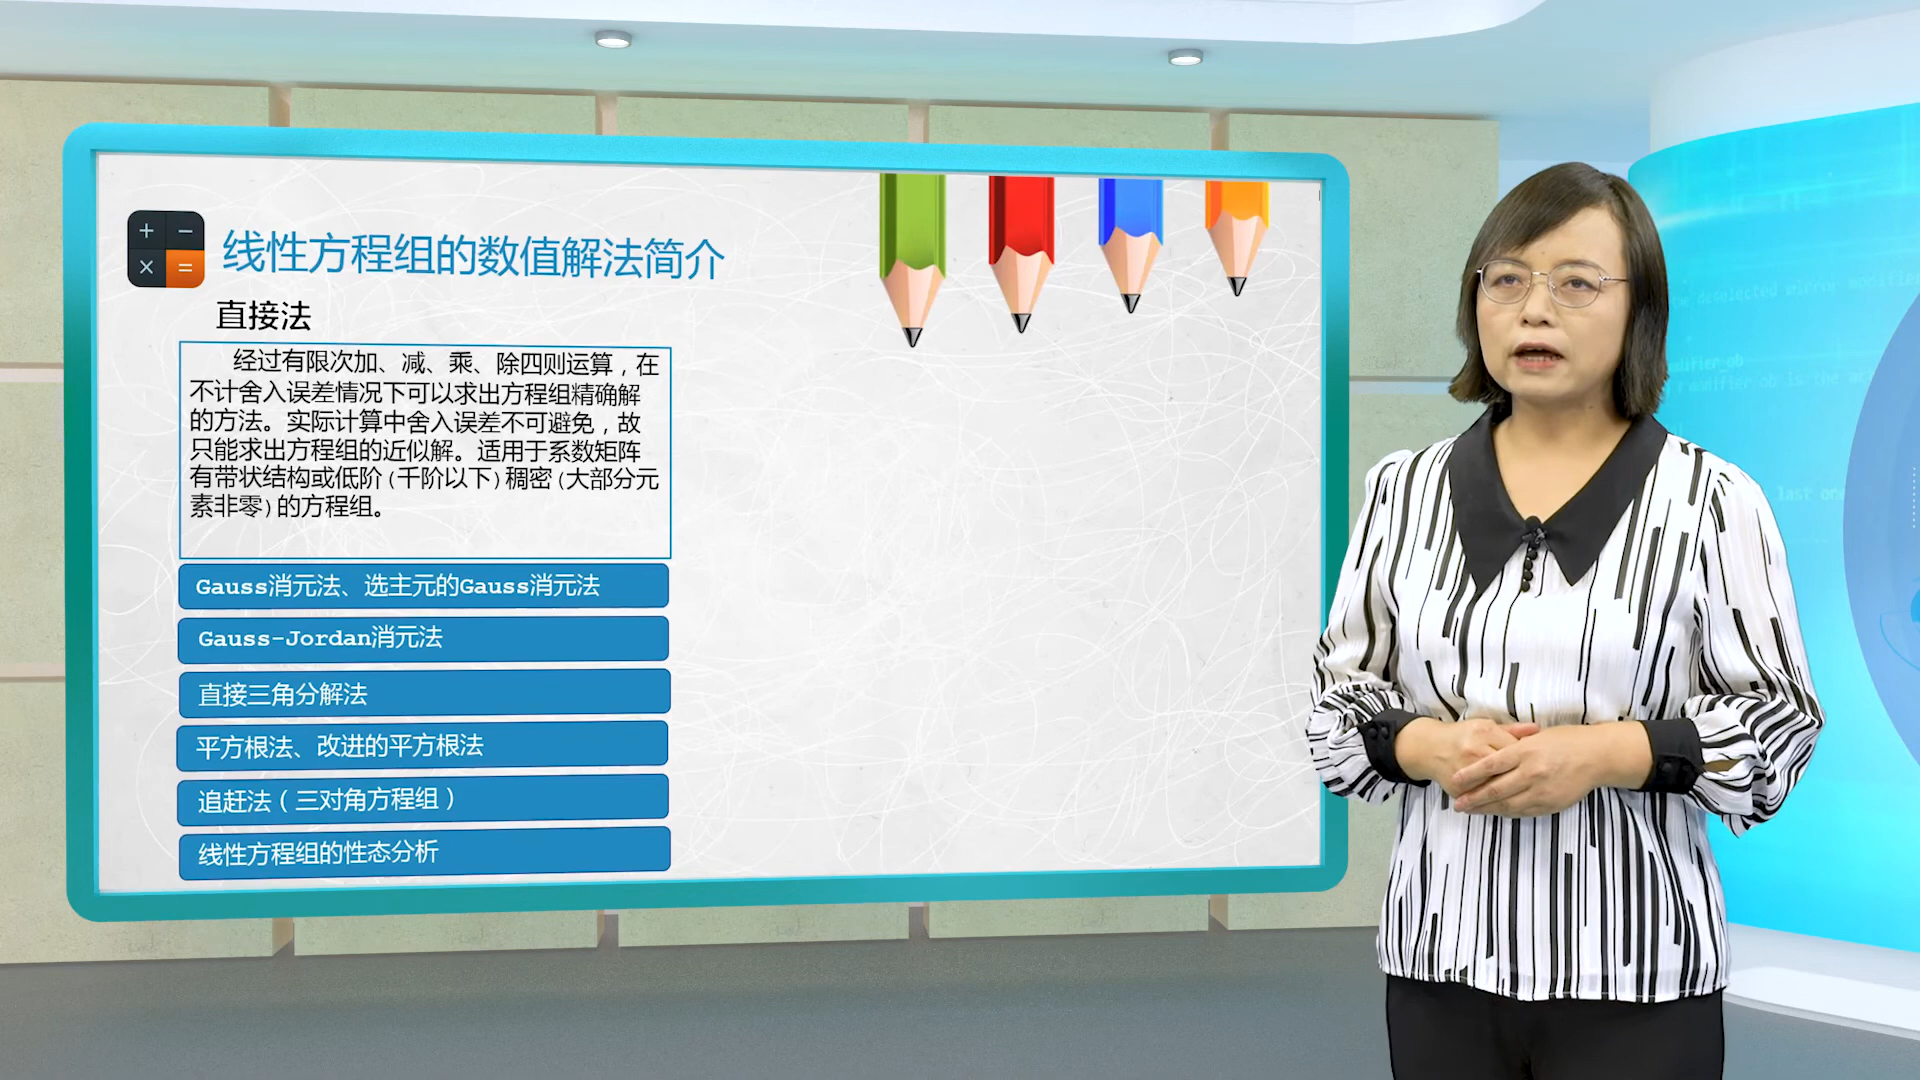 线性方程组的数值解法简介
直接法
经过有限次加、减、乘、除四则运算，在
不计舍入误差情况下可以求出方程组精确解
的方法。实际计算中舍入误差不可避免，故
只能求出方程组的近似解。适用于系数矩阵
有带状结构或低阶(千阶以下)稠密(大部分元
素非零)的方程组。
Gauss消元法、选主元的Gauss消元法
Gauss-Jordan消元法
直接三角分解法
平方根法、改进的平方根法
追赶法（三对角方程组）
线性方程组的性态分析